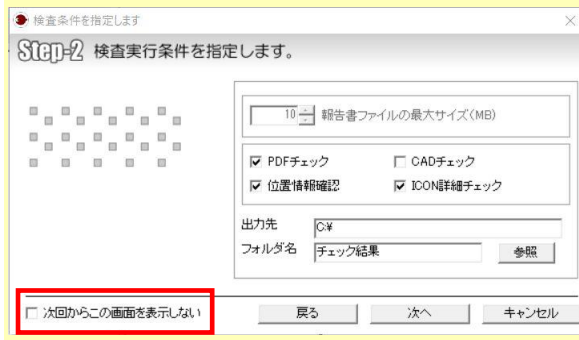 検査条件を指定します
Step-2 検査実行条件を指定します。
10 報告書ファイルの最大サイズ(MB)
PDFチェック CADチェック
位置情報確認 ICON詳細チェック
出力先 C:¥
フォルダ名 チェック結果 参照
次回からこの画面を表示しない 戻る 次へ キャンセル